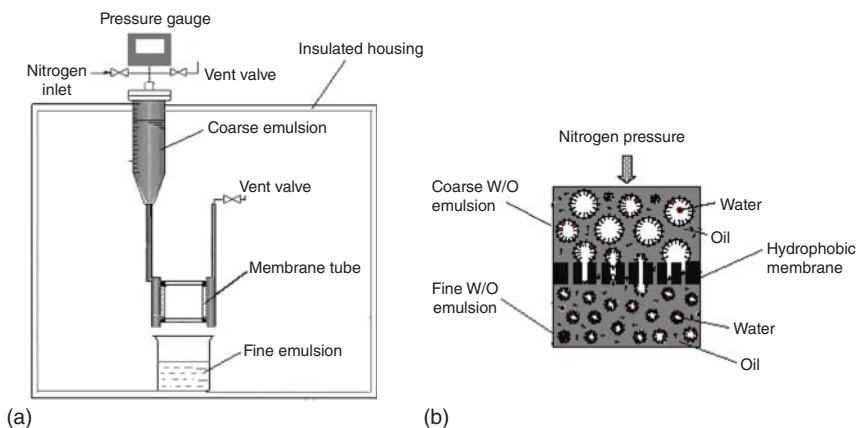 Pressure gauge
Insulated housing
Nitrogen
inlet
Vent valve
Coarse emulsion
Vent valve
Membrane tube
Fine emulsion
(a)
Nitrogen pressure
Coarse W/O
emulsion
Water
Oil
Hydrophobic
membrane
Fine W/O
emulsion
Water
Oil
(b)